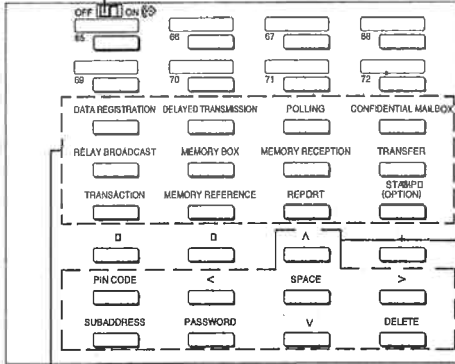 OFF ON
65 66 67 68
69 70 71 72
DATA REGISTRATION DELAYED TRANSMISSION POLLING CONFIDENTIAL MAILBOX
RELAY BROADCAST MEMORY BOX MEMORY RECEPTION TRANSFER
TRANSACTION MEMORY REFERENCE REPORT STAMP
(OPTION)
∧ +
PIN CODE < SPACE >
SUBADDRESS PASSWORD ∨ DELETE